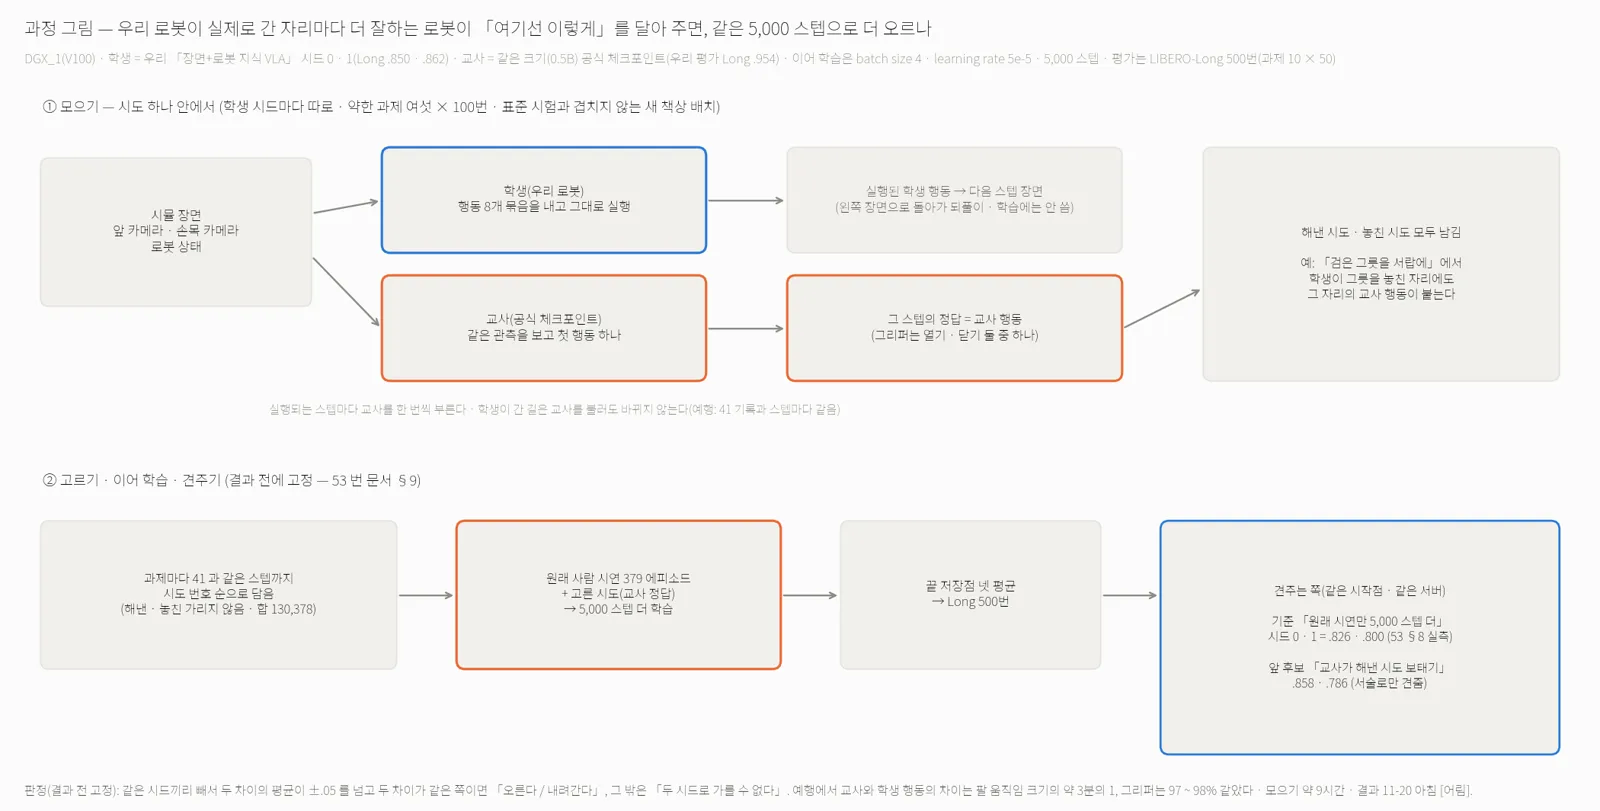 과정 그림 — 우리 로봇이 실제로 간 자리마다 더 잘하는 로봇이 「여기선 이렇게」를 달아 주면, 같은 5,000 스텝으로 더 오르나
DGX_1(V100) · 학생 = 우리 「장면+로봇 지식 VLA」 시드 0 · 1(Long .850 · .862) · 교사 = 같은 크기(0.5B) 공식 체크포인트(우리 평가 Long .954) · 이어 학습은 batch size 4 · learning rate 5e-5 · 5,000 스텝 · 평가는 LIBERO-Long 500번(과제 10 × 50)
① 모으기 — 시도 하나 안에서 (학생 시드마다 따로 · 약한 과제 여섯 × 100번 · 표준 시험과 겹치지 않는 새 책상 배치)
시뮬 장면
앞 카메라 · 손목 카메라
로봇 상태
학생(우리 로봇)
행동 8개 묶음을 내고 그대로 실행
실행된 학생 행동 → 다음 스텝 장면
(왼쪽 장면으로 돌아가 되풀이 · 학습에는 안 씀)
교사(공식 체크포인트)
같은 관측을 보고 첫 행동 하나
그 스텝의 정답 = 교사 행동
(그리퍼는 열기 · 닫기 둘 중 하나)
해낸 시도 · 놓친 시도 모두 남김
예: 「검은 그릇을 서랍에」에서
학생이 그릇을 놓친 자리에도
그 자리의 교사 행동이 붙는다
실행되는 스텝마다 교사를 한 번씩 부른다 · 학생이 간 길은 교사를 불러도 바뀌지 않는다(예행: 41 기록과 스텝마다 같음)
② 고르기 · 이어 학습 · 견주기 (결과 전에 고정 — 53 번 문서 §9)
과제마다 41 과 같은 스텝까지
시도 번호 순으로 담음
(해낸 · 놓친 가리지 않음 · 합 130,378)
원래 사람 시연 379 에피소드
+ 고른 시도(교사 정답)
→ 5,000 스텝 더 학습
끝 저장점 넷 평균
→ Long 500번
견주는 쪽(같은 시작점 · 같은 서버)
기준 「원래 시연만 5,000 스텝 더」
시드 0 · 1 = .826 · .800 (53 §8 실측)
앞 후보 「교사가 해낸 시도 보태기」
.858 · .786 (서술로만 견줌)
판정(결과 전 고정): 같은 시드끼리 빼서 두 차이의 평균이 ±.05 를 넘고 두 차이가 같은 쪽이면 「오른다 / 내려간다」, 그 밖은 「두 시드로 가를 수 없다」. 예행에서 교사와 학생 행동의 차이는 팔 움직임 크기의 약 3분의 1, 그리퍼는 97 ~ 98% 같았다 · 모으기 약 9시간 · 결과 11-20 아침 [어림].